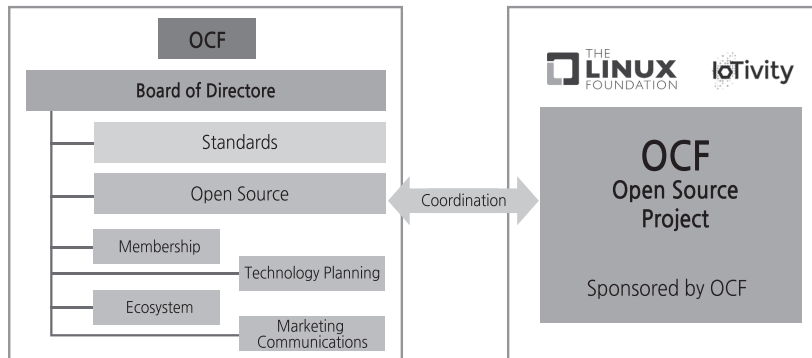 OCF
Board of Directore
Standards
Open Source
Membership
Technology Planning
Ecosystem
Marketing
Communications
Coordination
THE
LINUX
FOUNDATION
IoTivity
OCF
Open Source
Project
Sponsored by OCF